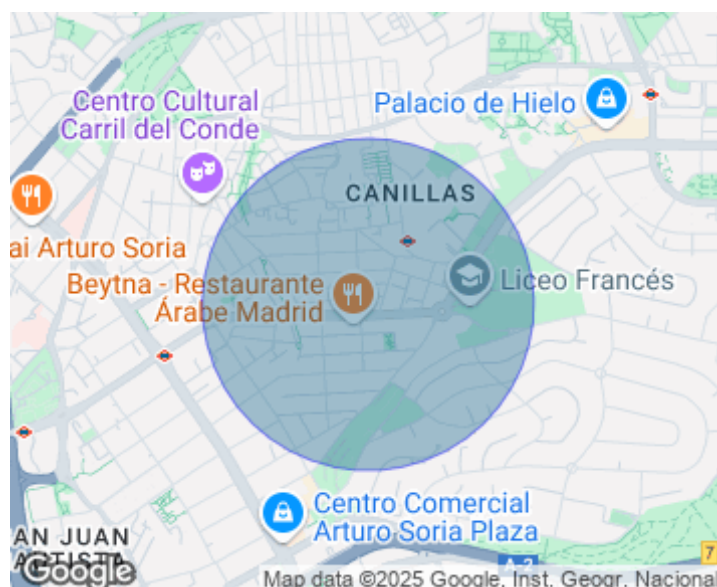 Centro Cultural
Carril del Conde
Palacio de Hielo
CANILLAS
ai Arturo Soria
Beytna - Restaurante
Árabe Madrid
Liceo Francés
Centro Comercial
Arturo Soria Plaza
AN JUAN
A-2
7
Google
Map data ©2025 Google, Inst. Geogr. Naciona